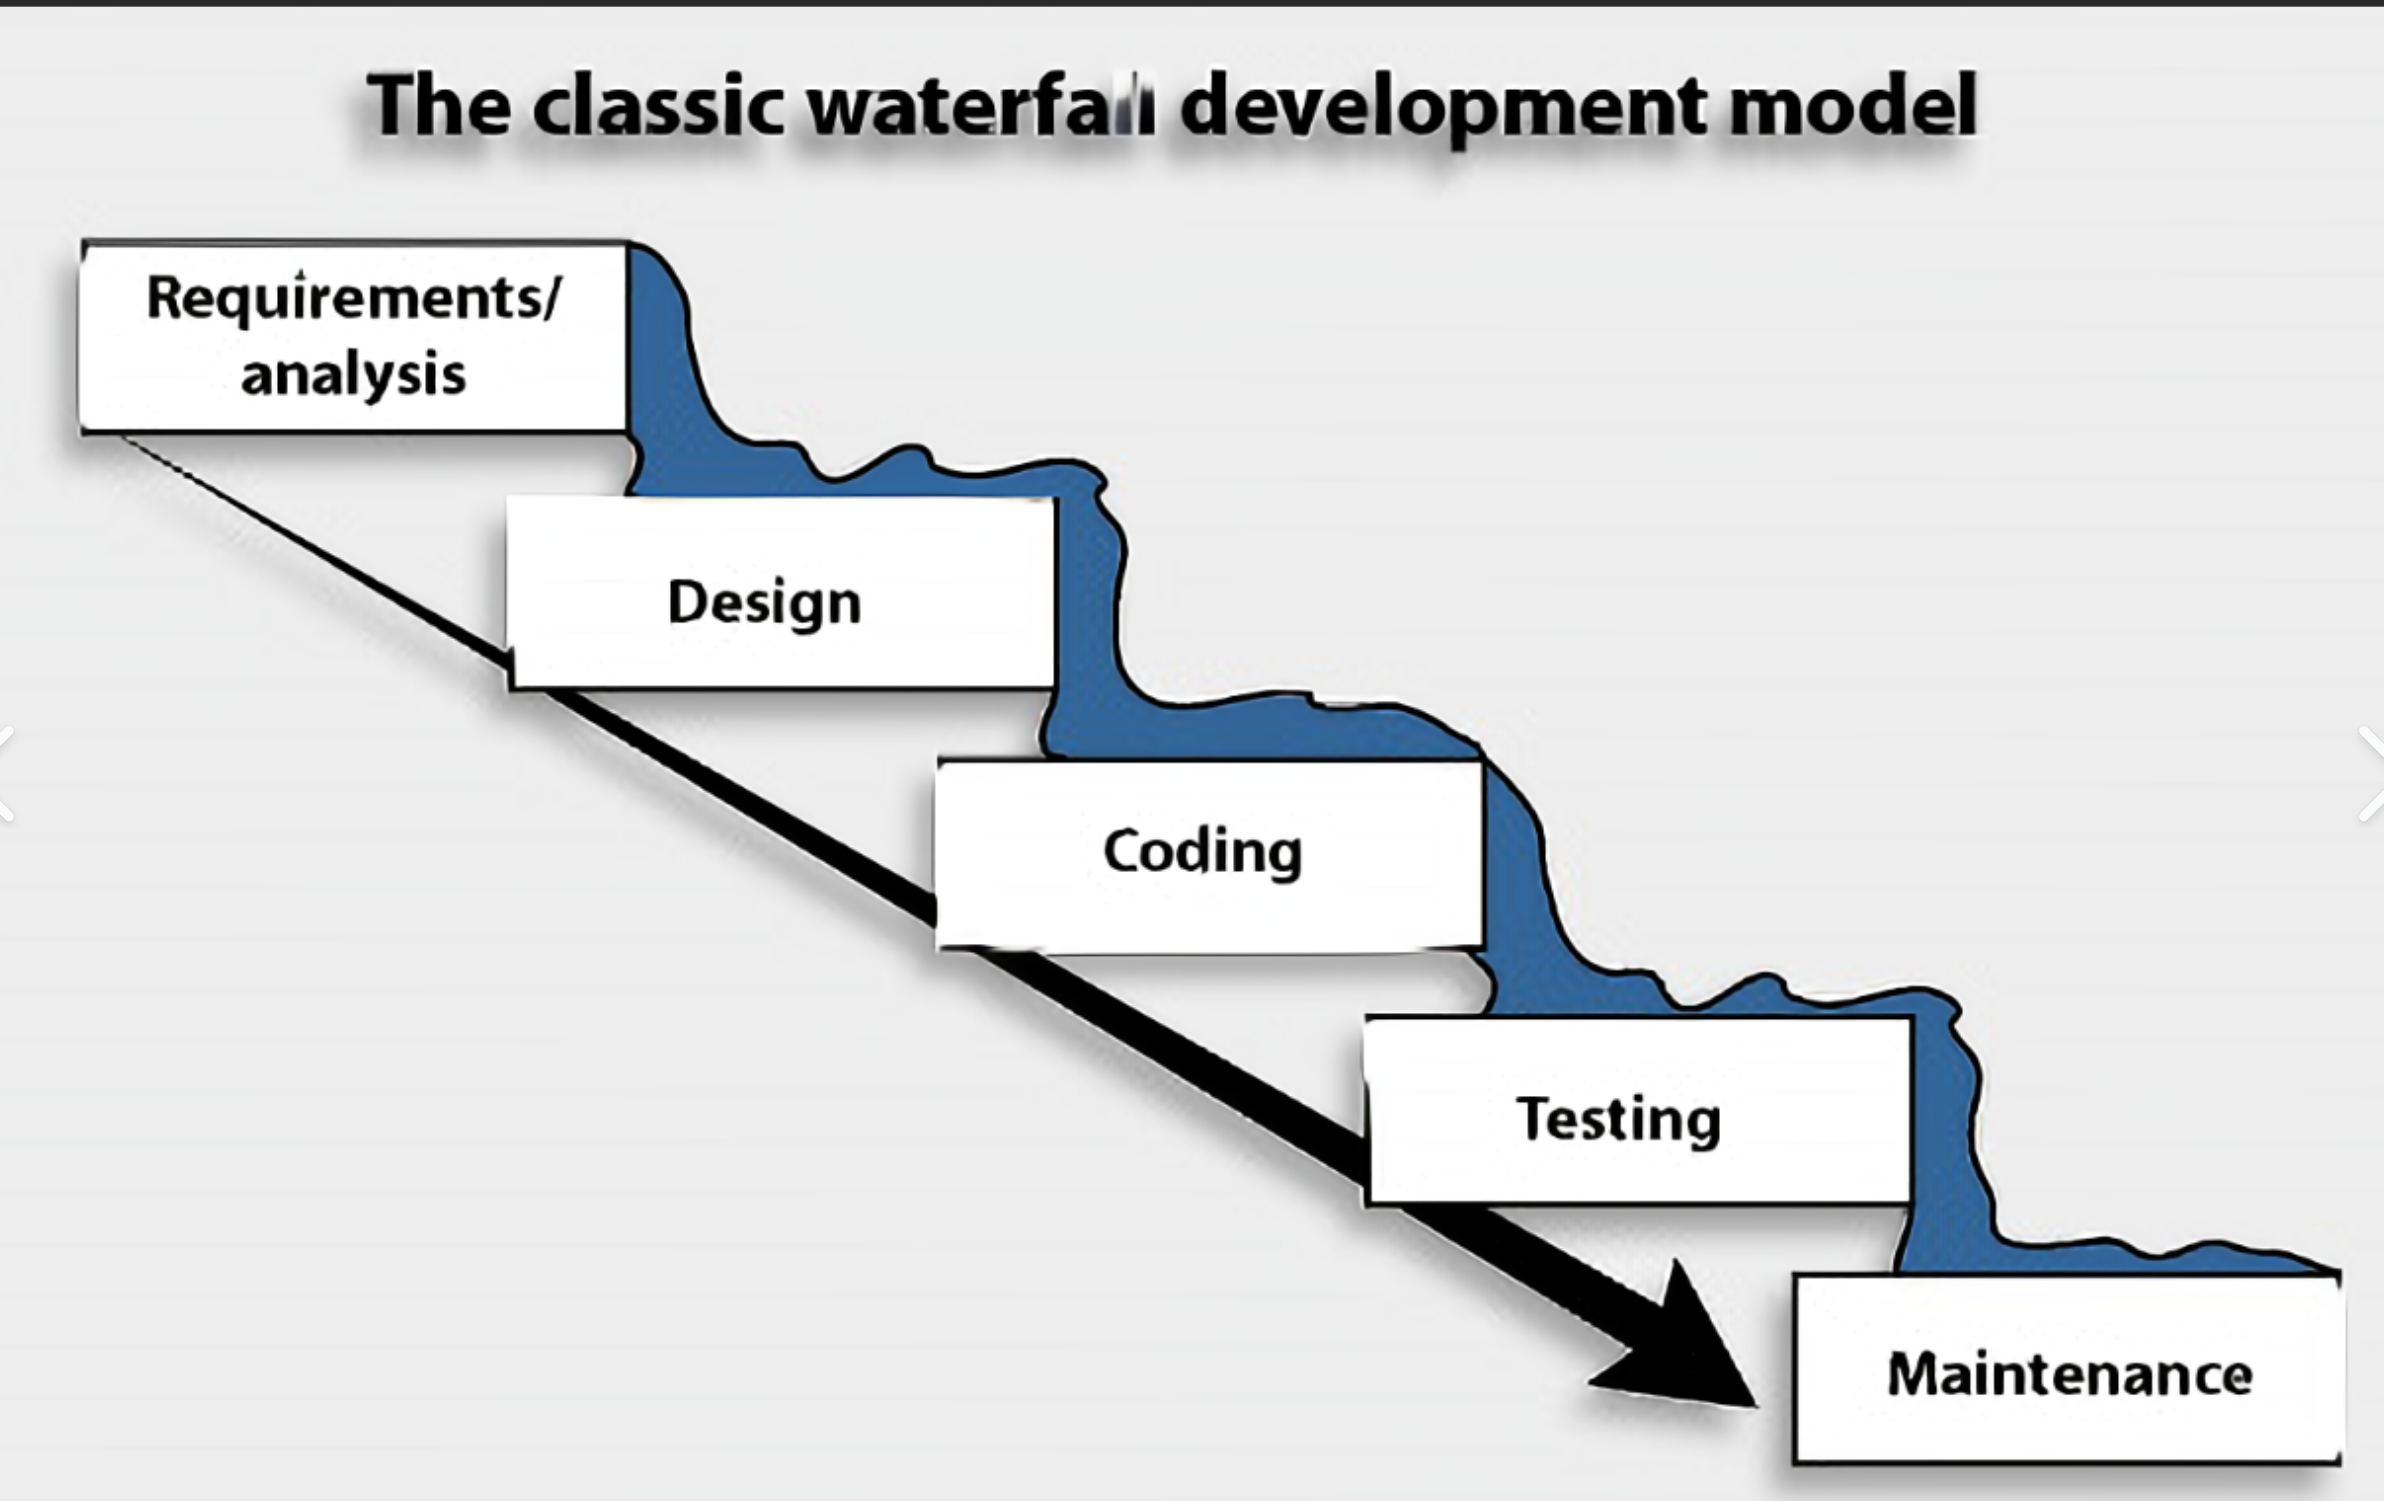 The classic waterfall development model
Requirements/
analysis
Design
Coding
Testing
Maintenance